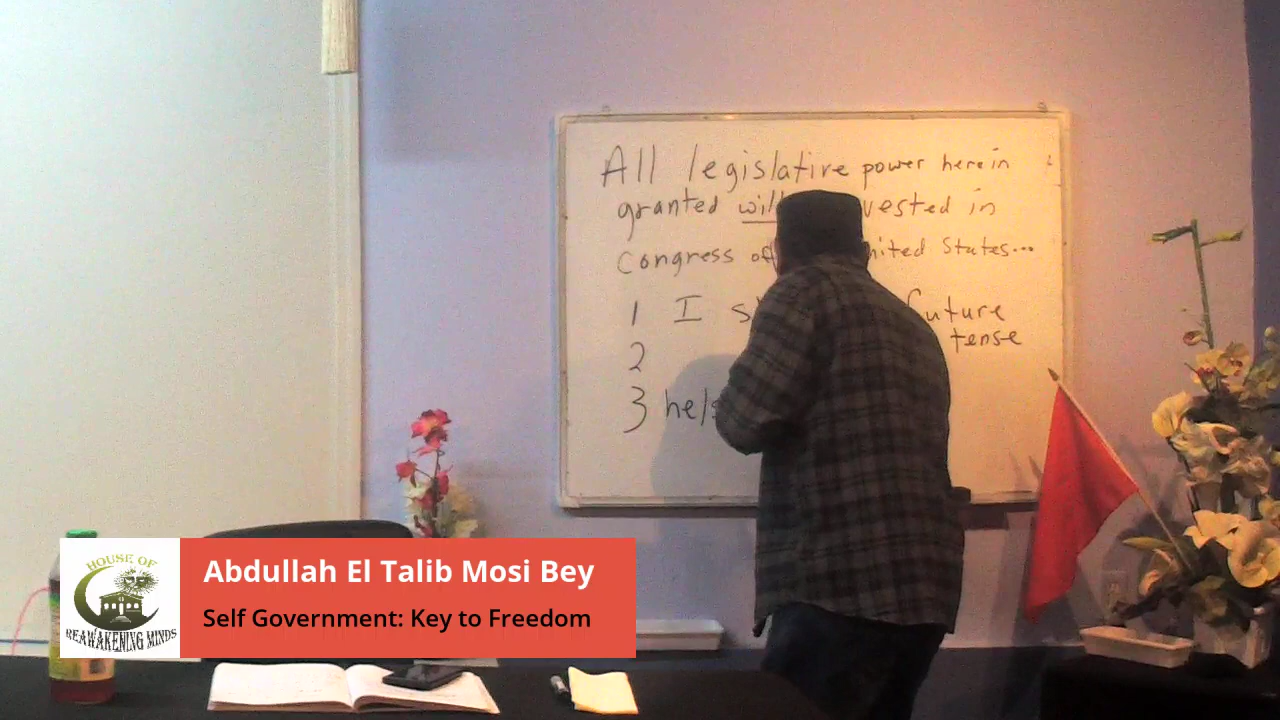 All legislative power herein
granted will vested in
Congress of United States...
1 I future
tense
2
3 he/s
HOUSE OF
REAWAKENING MINDS
Abdullah El Talib Mosi Bey
Self Government: Key to Freedom